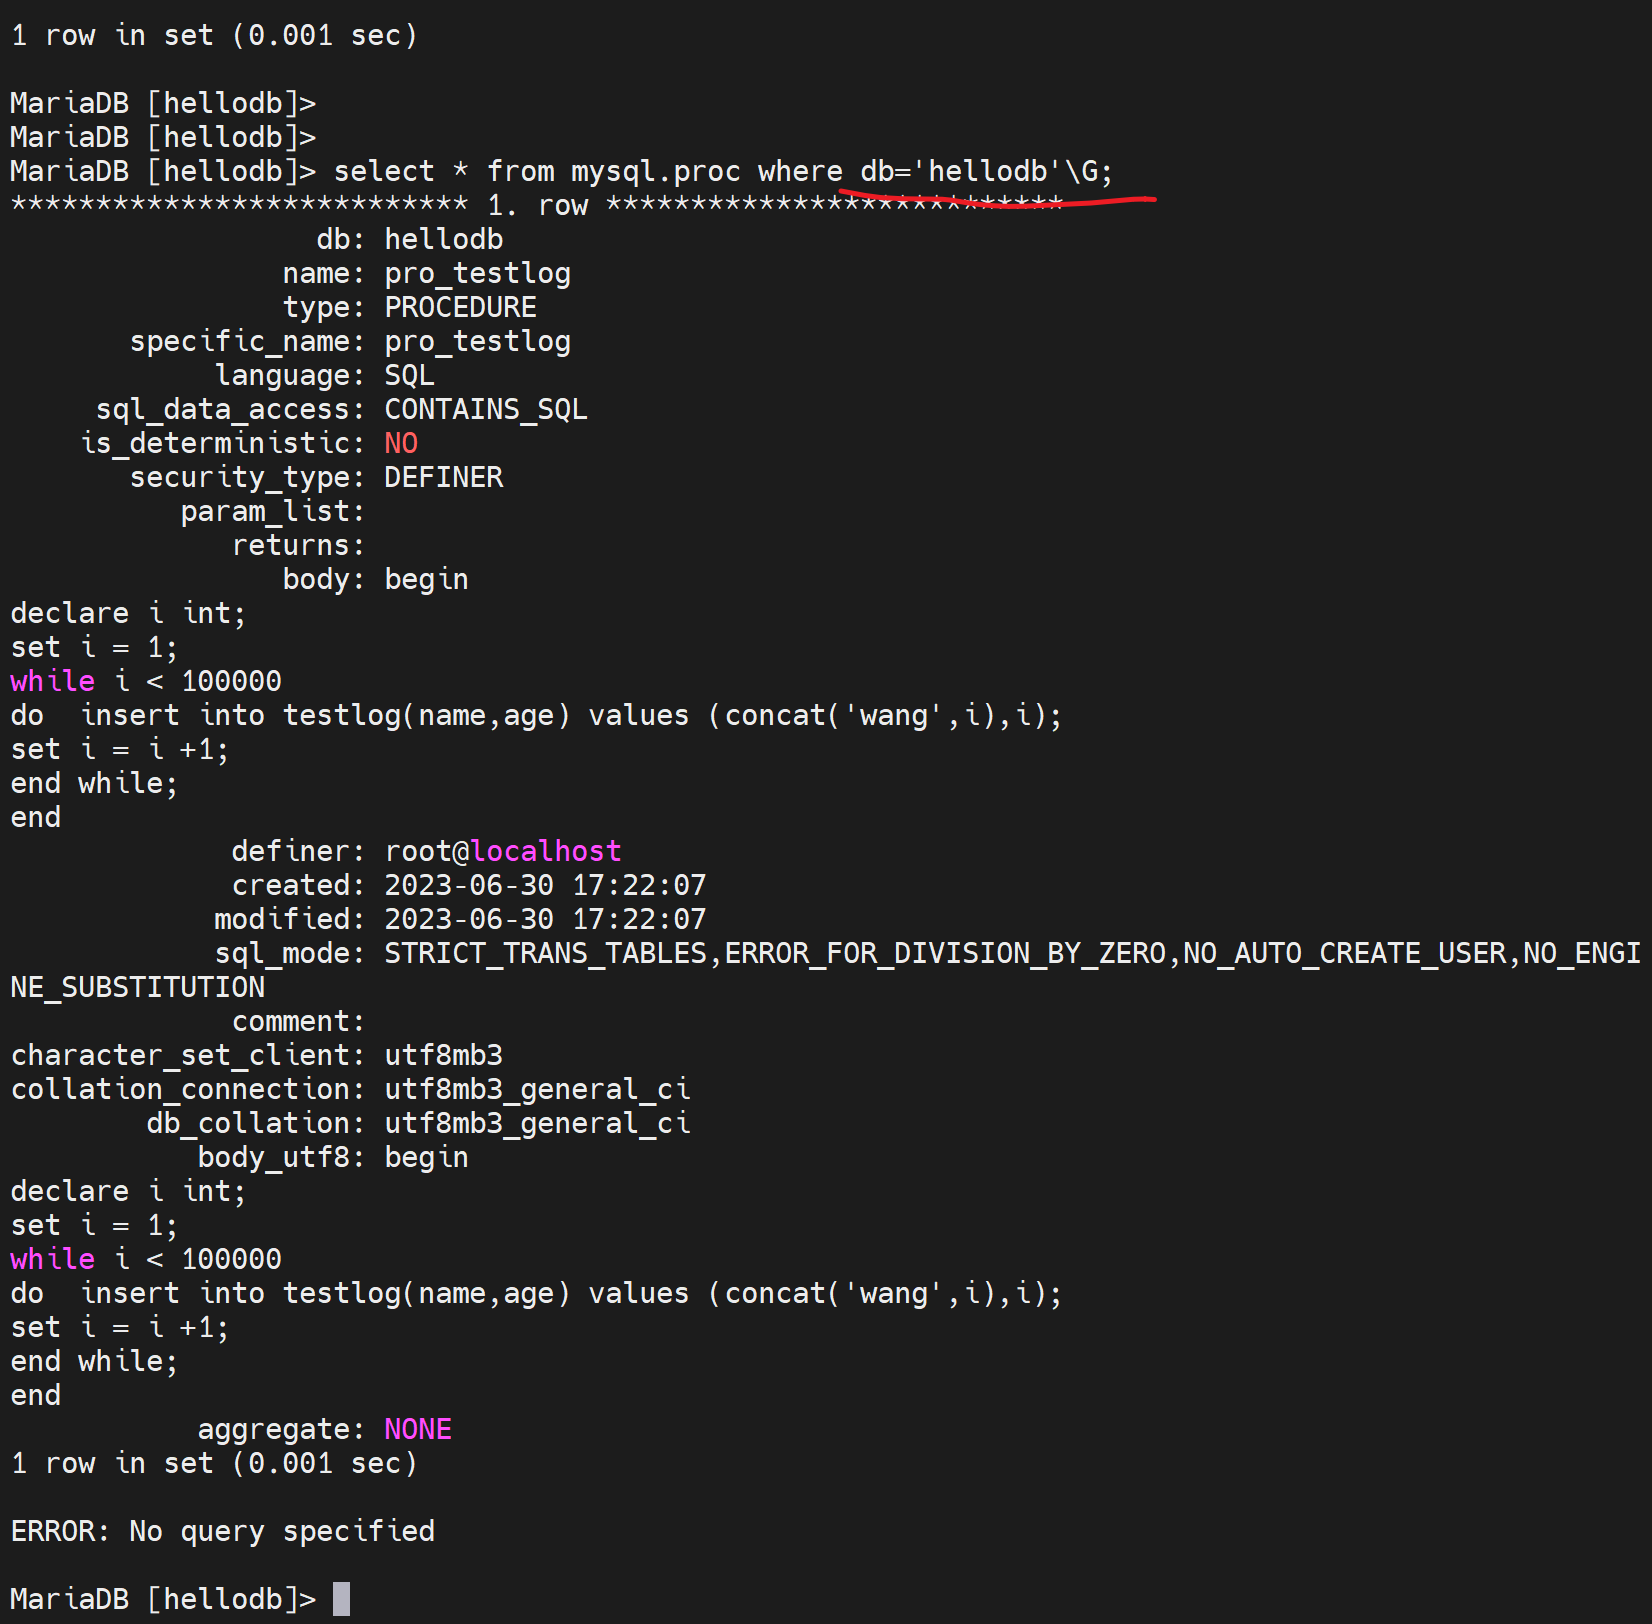 1 row in set (0.001 sec)
MariaDB [hellodb]>
MariaDB [hellodb]>
MariaDB [hellodb]> select * from mysql.proc where db='hellodb'\G;
*************************** 1. row ***************************
db: hellodb
name: pro_testlog
type: PROCEDURE
specific_name: pro_testlog
language: SQL
sql_data_access: CONTAINS_SQL
is_deterministic: NO
security_type: DEFINER
param_list:
returns:
body: begin
declare i int;
set i = 1;
while i < 100000
do  insert into testlog(name,age) values (concat('wang',i),i);
set i = i +1;
end while;
end
definer: root@localhost
created: 2023-06-30 17:22:07
modified: 2023-06-30 17:22:07
sql_mode: STRICT_TRANS_TABLES,ERROR_FOR_DIVISION_BY_ZERO,NO_AUTO_CREATE_USER,NO_ENGI
NE_SUBSTITUTION
comment:
character_set_client: utf8mb3
collation_connection: utf8mb3_general_ci
db_collation: utf8mb3_general_ci
body_utf8: begin
declare i int;
set i = 1;
while i < 100000
do  insert into testlog(name,age) values (concat('wang',i),i);
set i = i +1;
end while;
end
aggregate: NONE
1 row in set (0.001 sec)
ERROR: No query specified
MariaDB [hellodb]>